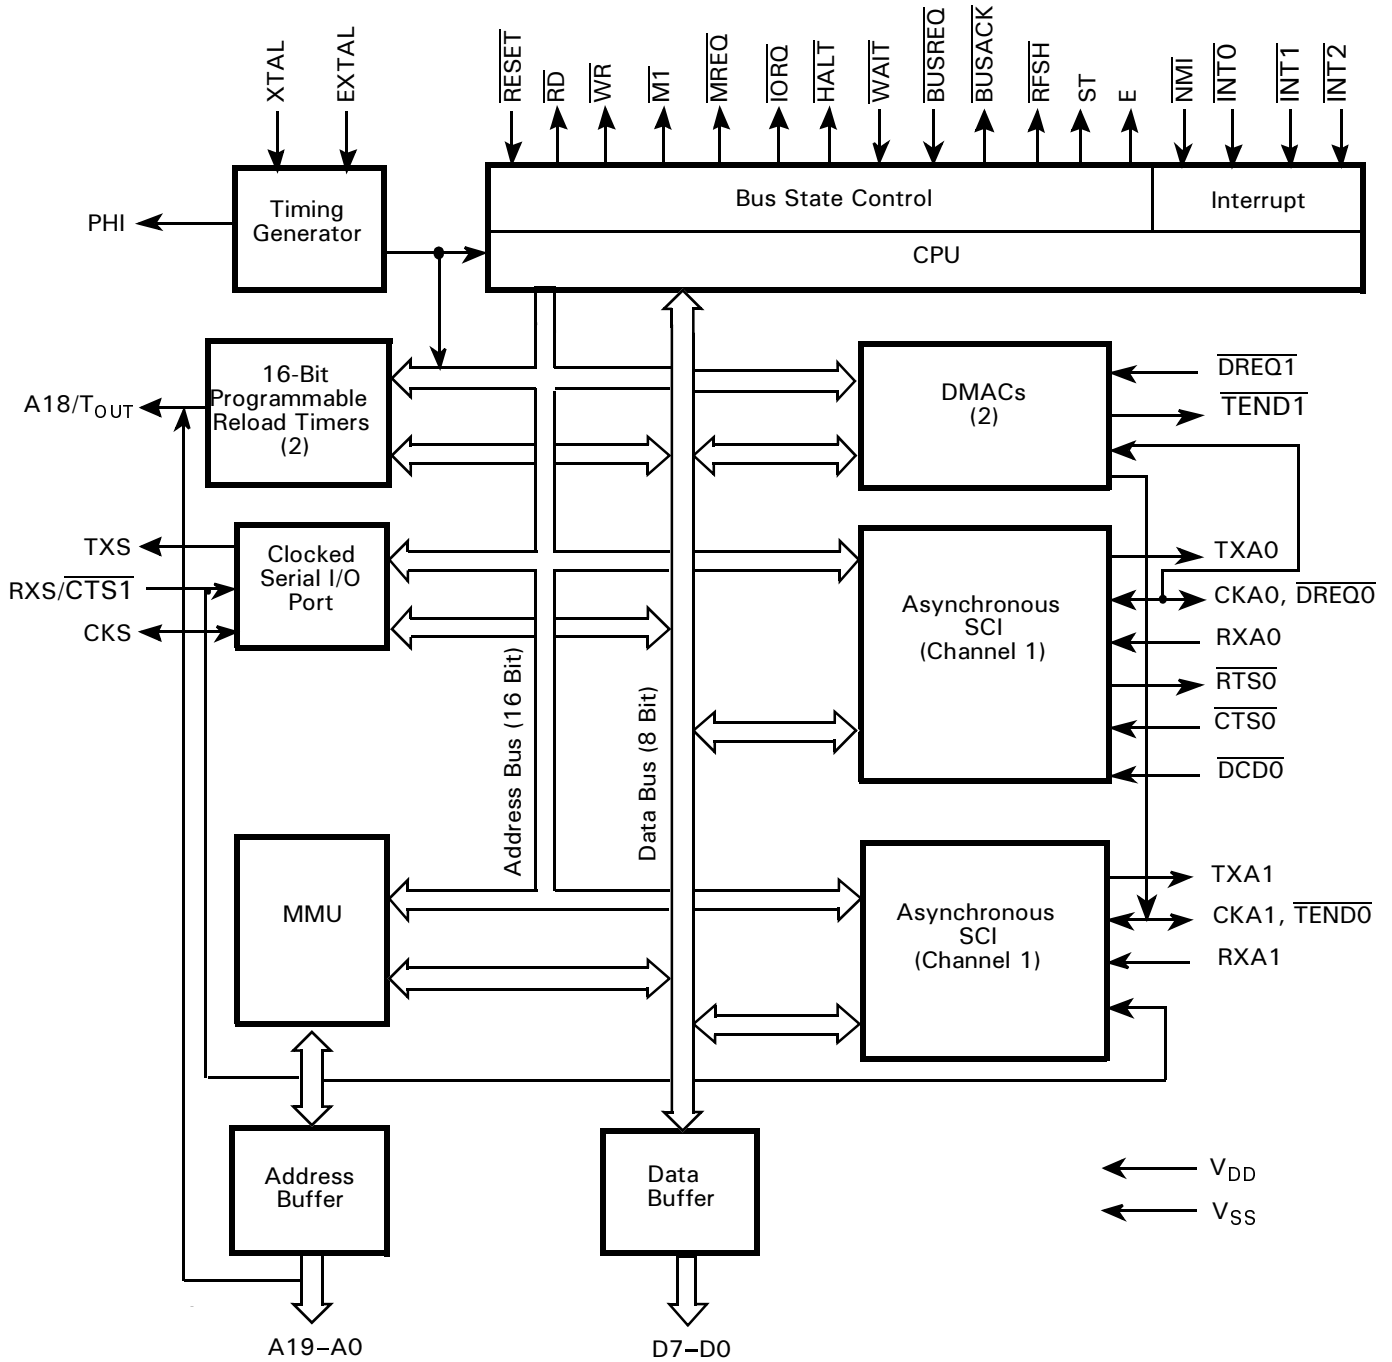 XTAL
EXTAL
RESET
RD
WR
M1
MREQ
IORQ
HALT
WAIT
BUSREQ
BUSACK
RFSH
ST
E
NMI
INT0
INT1
INT2
Timing
Generator
PHI
Bus State Control
Interrupt
CPU
16-Bit
Programmable
Reload Timers
(2)
A18/TOUT
DMACs
(2)
DREQ1
TEND1
TXS
RXS/CTS1
CKS
Clocked
Serial I/O
Port
Asynchronous
SCI
(Channel 1)
TXA0
CKA0, DREQ0
RXA0
RTS0
CTS0
DCD0
Address Bus (16 Bit)
Data Bus (8 Bit)
MMU
Asynchronous
SCI
(Channel 1)
TXA1
CKA1, TEND0
RXA1
Address
Buffer
Data
Buffer
VDD
VSS
A19–A0
D7–D0